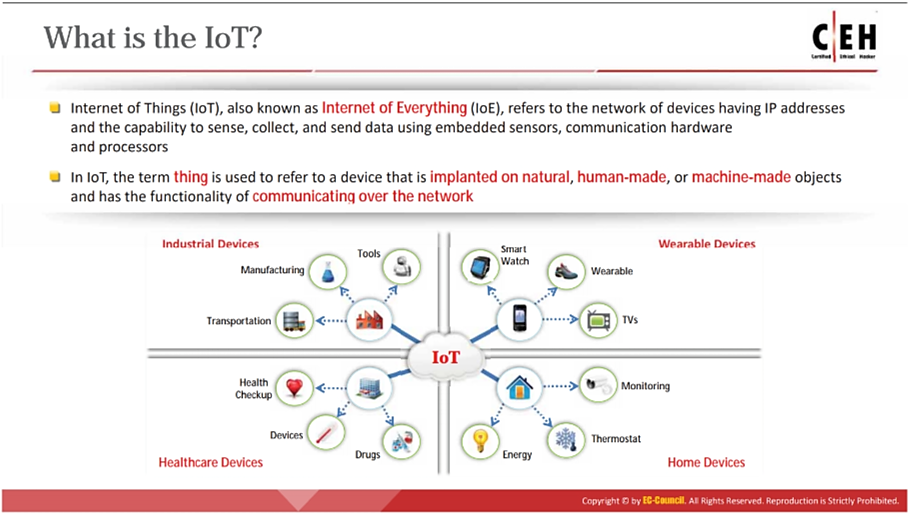 What is the IoT?
C|EH
Certified Ethical Hacker
Internet of Things (IoT), also known as Internet of Everything (IoE), refers to the network of devices having IP addresses
and the capability to sense, collect, and send data using embedded sensors, communication hardware
and processors
In IoT, the term thing is used to refer to a device that is implanted on natural, human-made, or machine-made objects
and has the functionality of communicating over the network
Industrial Devices
Tools
Manufacturing
Transportation
Wearable Devices
Smart
Watch
Wearable
TVs
IoT
Health
Checkup
Devices
Drugs
Healthcare Devices
Monitoring
Thermostat
Energy
Home Devices
Copyright © by EC-Council. All Rights Reserved. Reproduction is Strictly Prohibited.